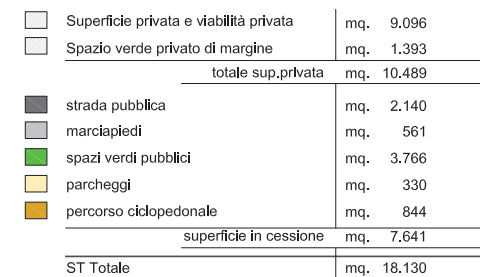 Superficie privata e viabilità privata mq. 9.096
Spazio verde privato di margine mq. 1.393
totale sup.privata mq. 10.489
strada pubblica mq. 2.140
marciapiedi mq. 561
spazi verdi pubblici mq. 3.766
parcheggi mq. 330
percorso ciclopedonale mq. 844
superficie in cessione mq. 7.641
ST Totale mq. 18.130